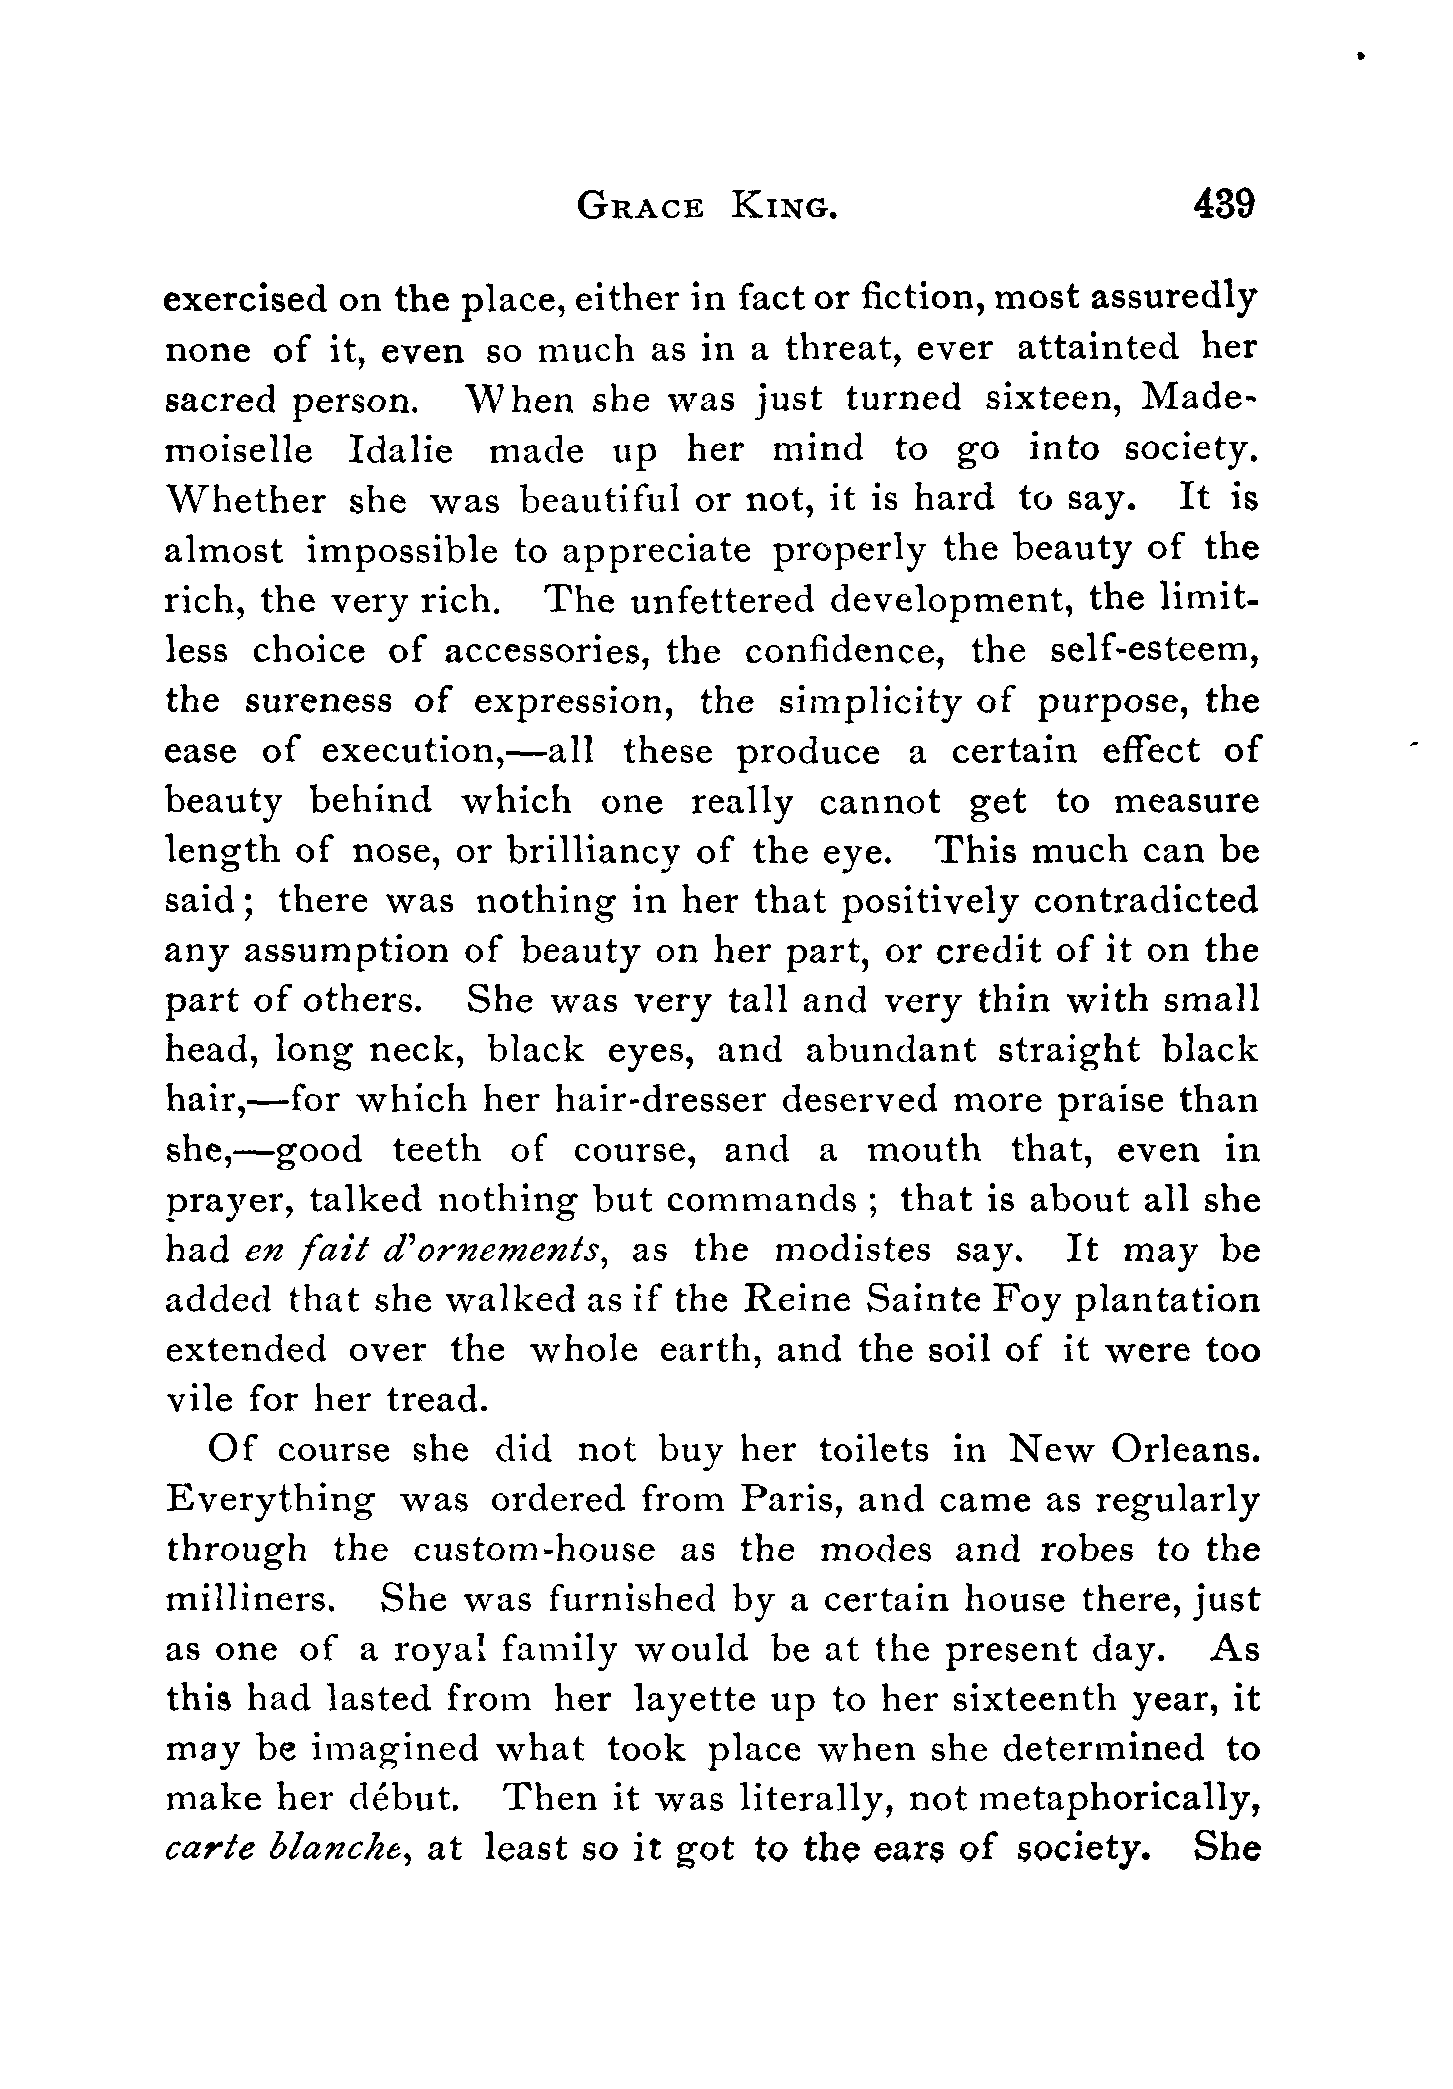 GRACE KING. 439
exercised on the place, either in fact or fiction, most assuredly
none of it, even so much as in a threat, ever attainted her
sacred person. When she was just turned sixteen, Made-
moiselle Idalie made up her mind to go into society.
Whether she was beautiful or not, it is hard to say. It is
almost impossible to appreciate properly the beauty of the
rich, the very rich. The unfettered development, the limit-
less choice of accessories, the confidence, the self-esteem,
the sureness of expression, the simplicity of purpose, the
ease of execution,—all these produce a certain effect of
beauty behind which one really cannot get to measure
length of nose, or brilliancy of the eye. This much can be
said; there was nothing in her that positively contradicted
any assumption of beauty on her part, or credit of it on the
part of others. She was very tall and very thin with small
head, long neck, black eyes, and abundant straight black
hair,—for which her hair-dresser deserved more praise than
she,—good teeth of course, and a mouth that, even in
prayer, talked nothing but commands; that is about all she
had en fait d'ornements, as the modistes say. It may be
added that she walked as if the Reine Sainte Foy plantation
extended over the whole earth, and the soil of it were too
vile for her tread.
Of course she did not buy her toilets in New Orleans.
Everything was ordered from Paris, and came as regularly
through the custom-house as the modes and robes to the
milliners. She was furnished by a certain house there, just
as one of a royal family would be at the present day. As
this had lasted from her layette up to her sixteenth year, it
may be imagined what took place when she determined to
make her début. Then it was literally, not metaphorically,
carte blanche, at least so it got to the ears of society. She